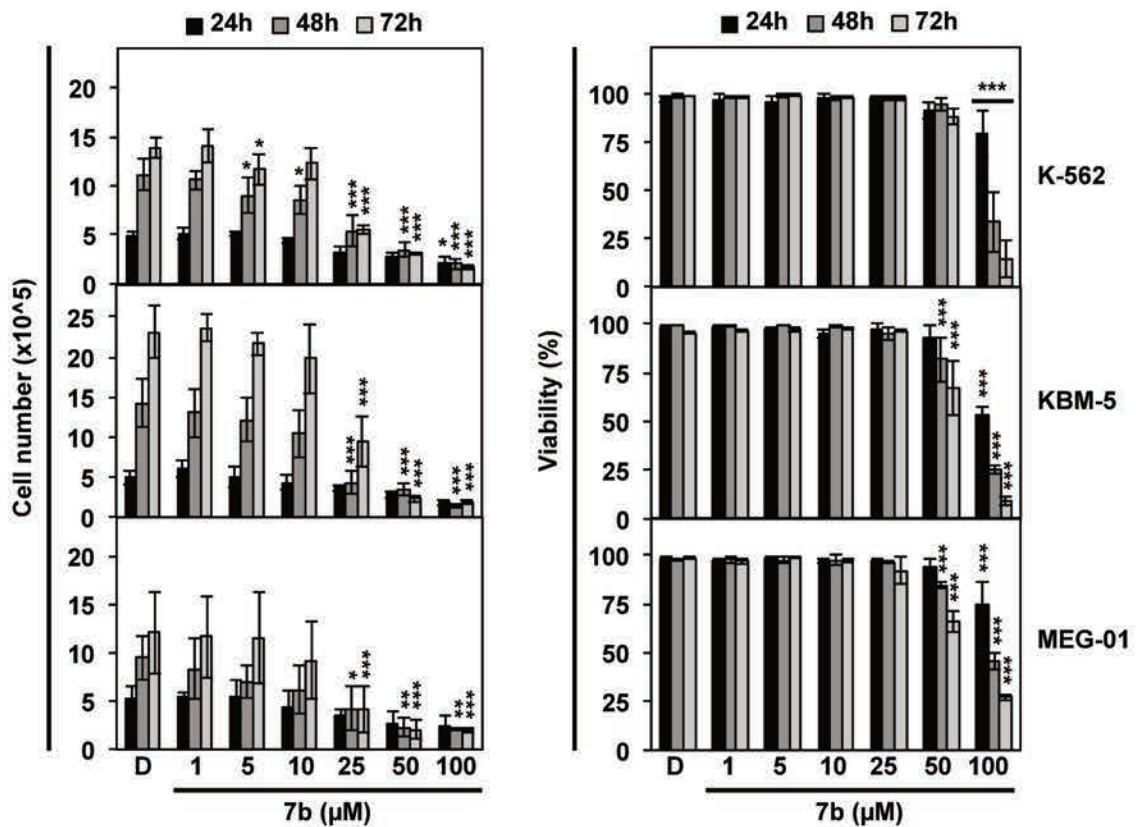 24h 48h 72h
Cell number (x10^5)
20
15
10
5
0
* * * *** *** *** *** * *** ***
25
20
15
10
5
0
*** *** *** *** *** ***
20
15
10
5
0
* *** ** *** ** ***
D 1 5 10 25 50 100
7b (µM)
24h 48h 72h
Viability (%)
100
75
50
25
0
***
K-562
100
75
50
25
0
*** *** *** *** ***
KBM-5
100
75
50
25
0
*** *** *** *** ***
MEG-01
D 1 5 10 25 50 100
7b (µM)